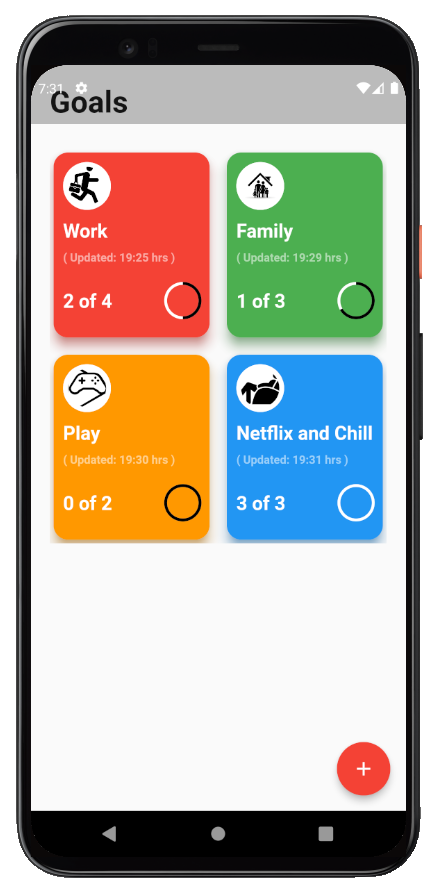 7:31
Goals
Work
( Updated: 19:25 hrs )
2 of 4
Family
( Updated: 19:29 hrs )
1 of 3
Play
( Updated: 19:30 hrs )
0 of 2
Netflix and Chill
( Updated: 19:31 hrs )
3 of 3
+